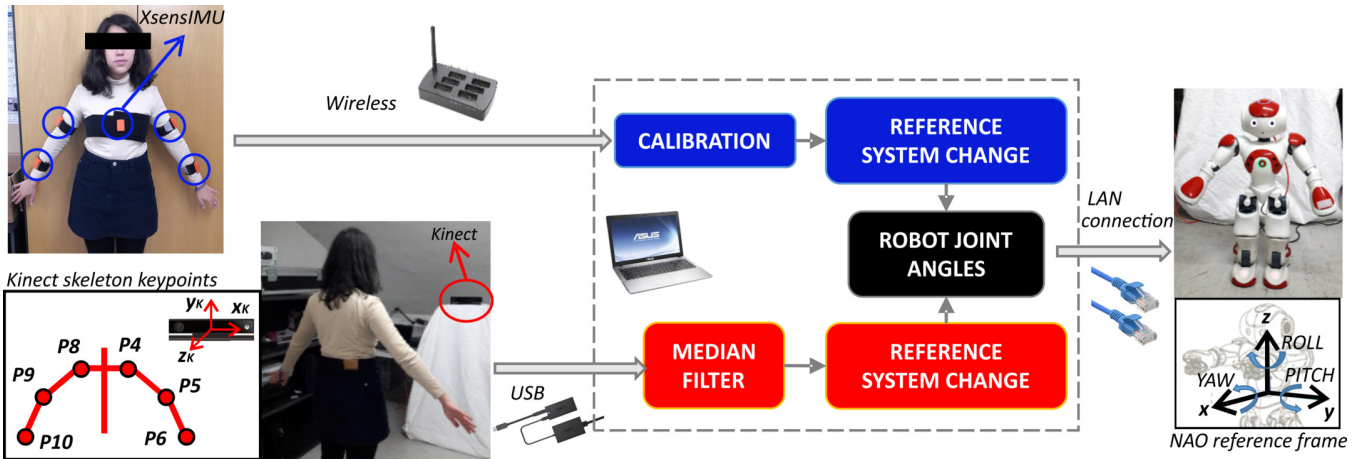 XsensIMU
Wireless
CALIBRATION
REFERENCE
SYSTEM CHANGE
ASUS
ROBOT JOINT
ANGLES
LAN
connection
Kinect skeleton keypoints
yK
xK
zK
P8
P4
P9
P5
P10
P6
Kinect
USB
MEDIAN
FILTER
REFERENCE
SYSTEM CHANGE
z
ROLL
YAW
PITCH
x
y
NAO reference frame